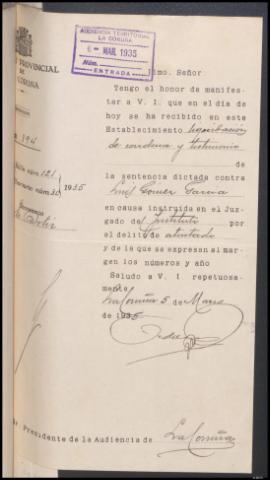 AUDIENCIA TERRITORIAL
LA CORUÑA
6 - MAR. 1935
Núm.
ENTRADA
PROVINCIAL
DE
CORUÑA
Ilmo. Señor
Tengo el honor de manifes-
tar a V. I. que en el día de
hoy se ha recibido en este
Establecimiento liquidación
de condena y testimonio
de
la sentencia dictada contra
Luis Gómez García
en causa instruida en el Juz-
gado de Instituto por
el delito de atentado
y de la que se expresan al mar-
gen los números y año
Saludo a V. I repetuosa-
mente
La Coruña 5 de Marzo
de 1935
Presidente de la Audiencia de La Coruña